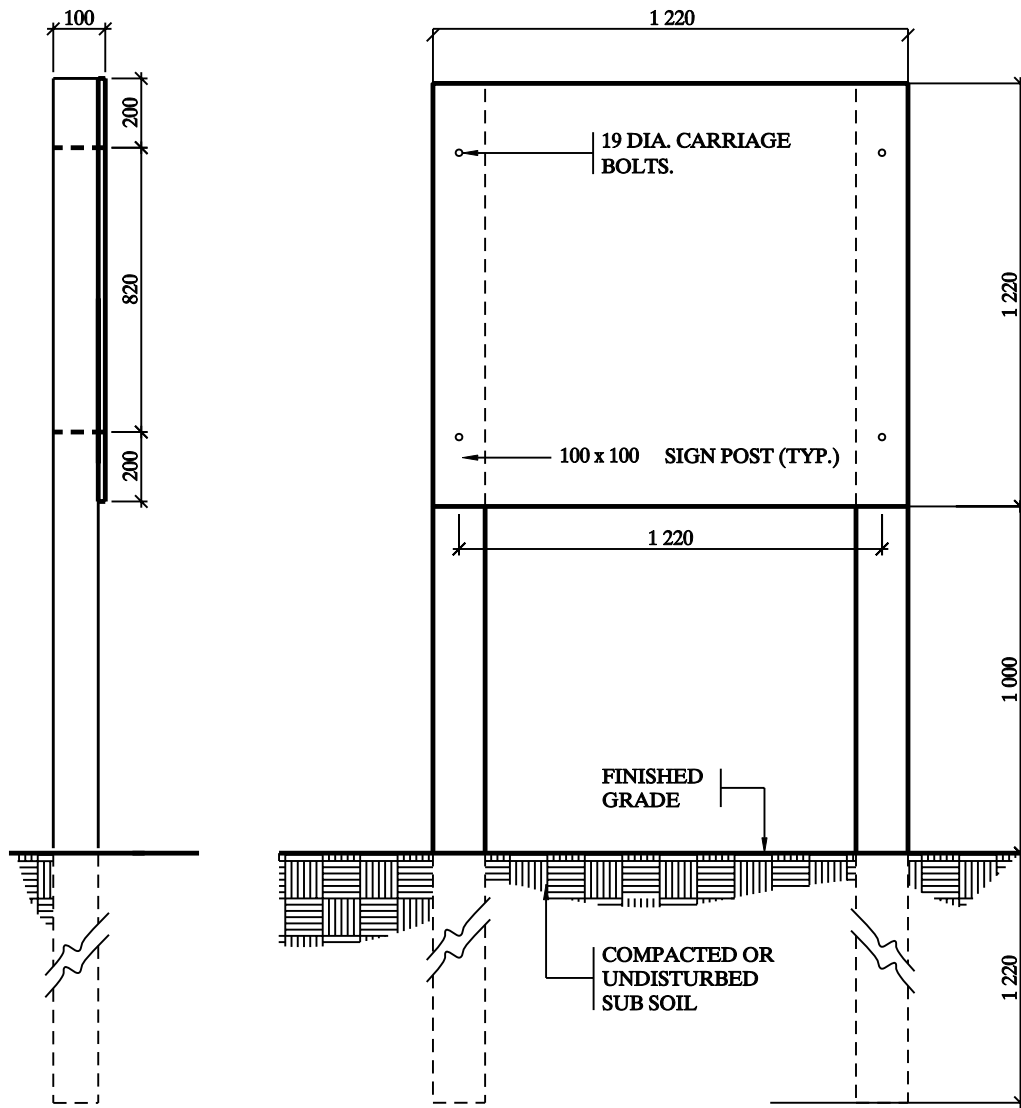 100
1 220
200
19 DIA. CARRIAGE
BOLTS.
820
1 220
200
100 x 100 SIGN POST (TYP.)
1 220
1 000
FINISHED
GRADE
COMPACTED OR
UNDISTURBED
SUB SOIL
1 220